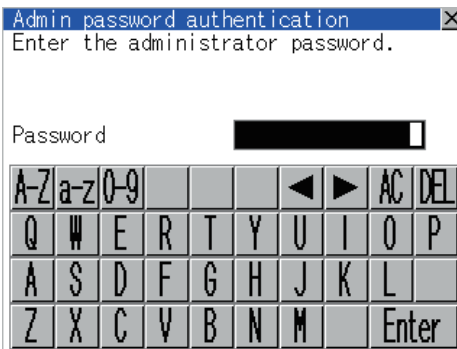 Admin password authentication ×
Enter the administrator password.
Password
A-Z a-z 0-9 ◀ ▶ AC DEL
Q W E R T Y U I O P
A S D F G H J K L
Z X C V B N M Enter